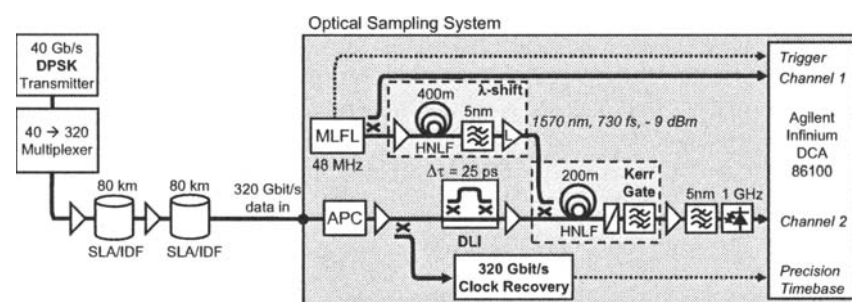 Optical Sampling System
40 Gb/s
DPSK
Transmitter
40 → 320
Multiplexer
80 km
SLA/IDF
80 km
SLA/IDF
320 Gbit/s
data in
MLFL
48 MHz
400m
HNLF
λ-shift
5nm
L
1570 nm, 730 fs, - 9 dBm
APC
Δτ = 25 ps
DLI
200m
HNLF
Kerr
Gate
5nm
1 GHz
320 Gbit/s
Clock Recovery
Trigger
Channel 1
Agilent
Infinium
DCA
86100
Channel 2
Precision
Timebase